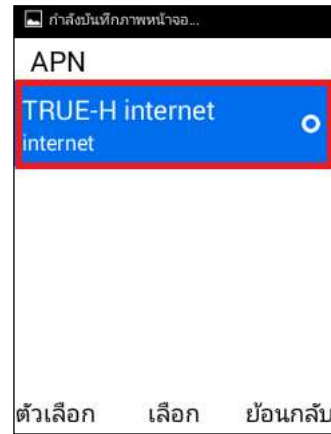 กำลังบันทึกภาพหน้าจอ...
APN
TRUE-H internet
internet
ตัวเลือก เลือก ย้อนกลับ